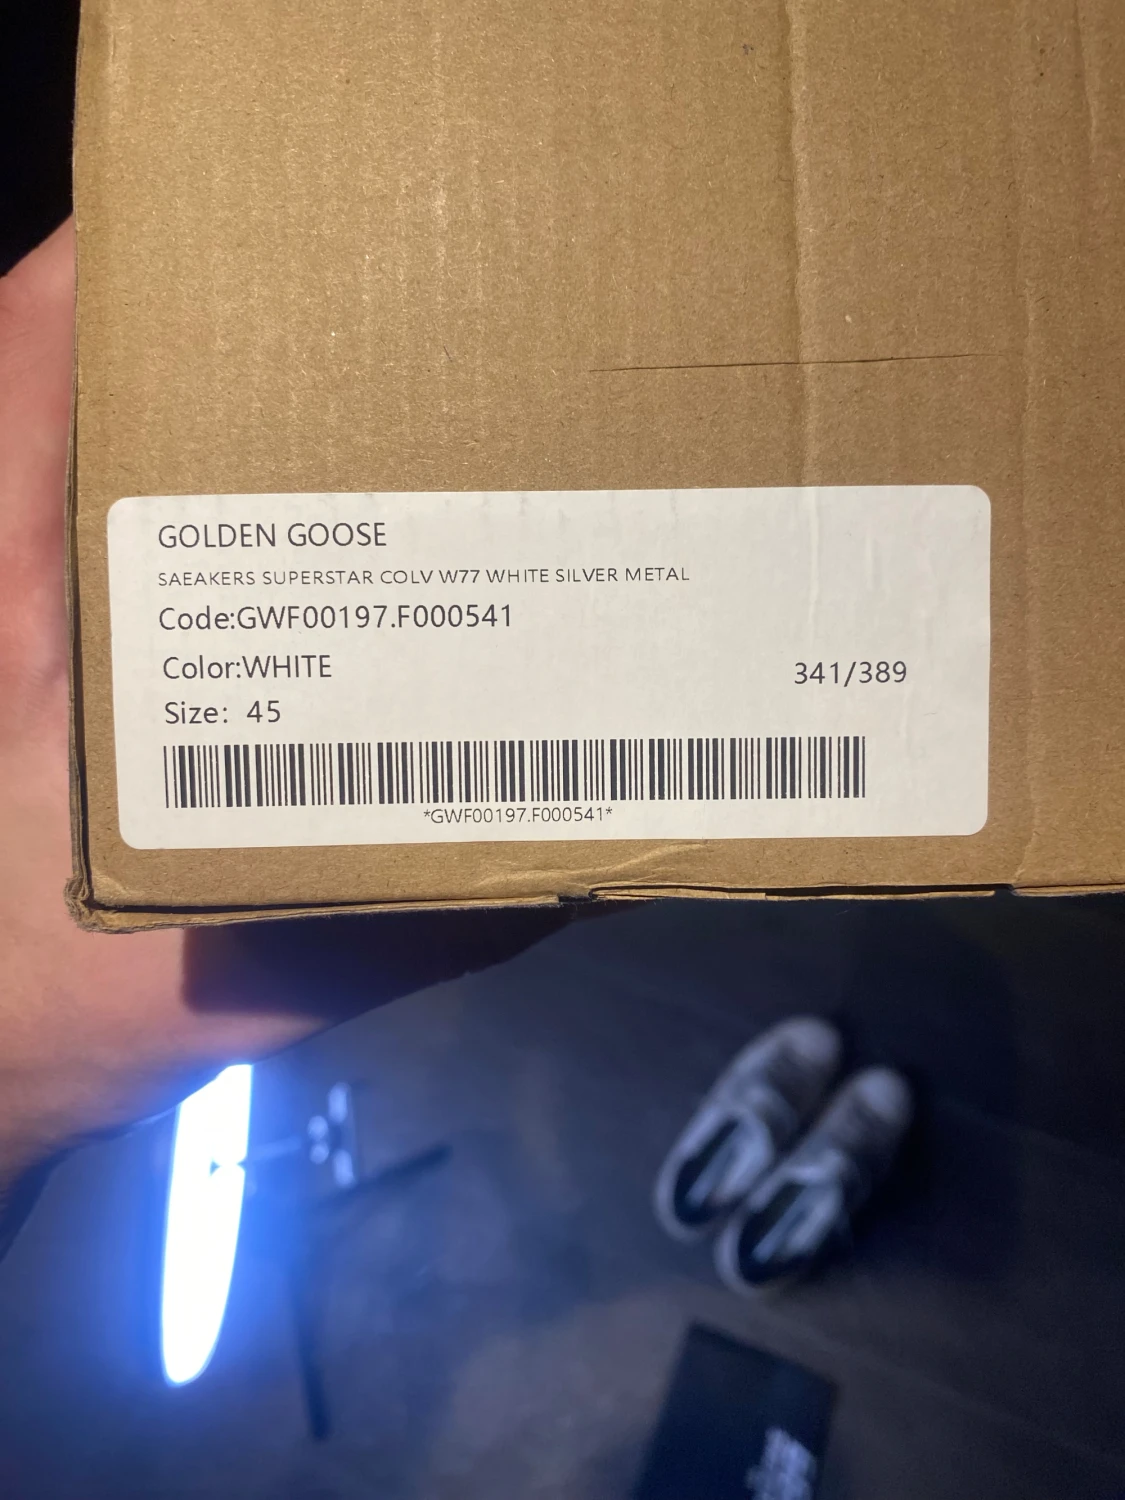 GOLDEN GOOSE
SAEAKERS SUPERSTAR COLV W77 WHITE SILVER METAL
Code:GWF00197.F000541
Color:WHITE
341/389
Size: 45
*GWF00197.F000541*